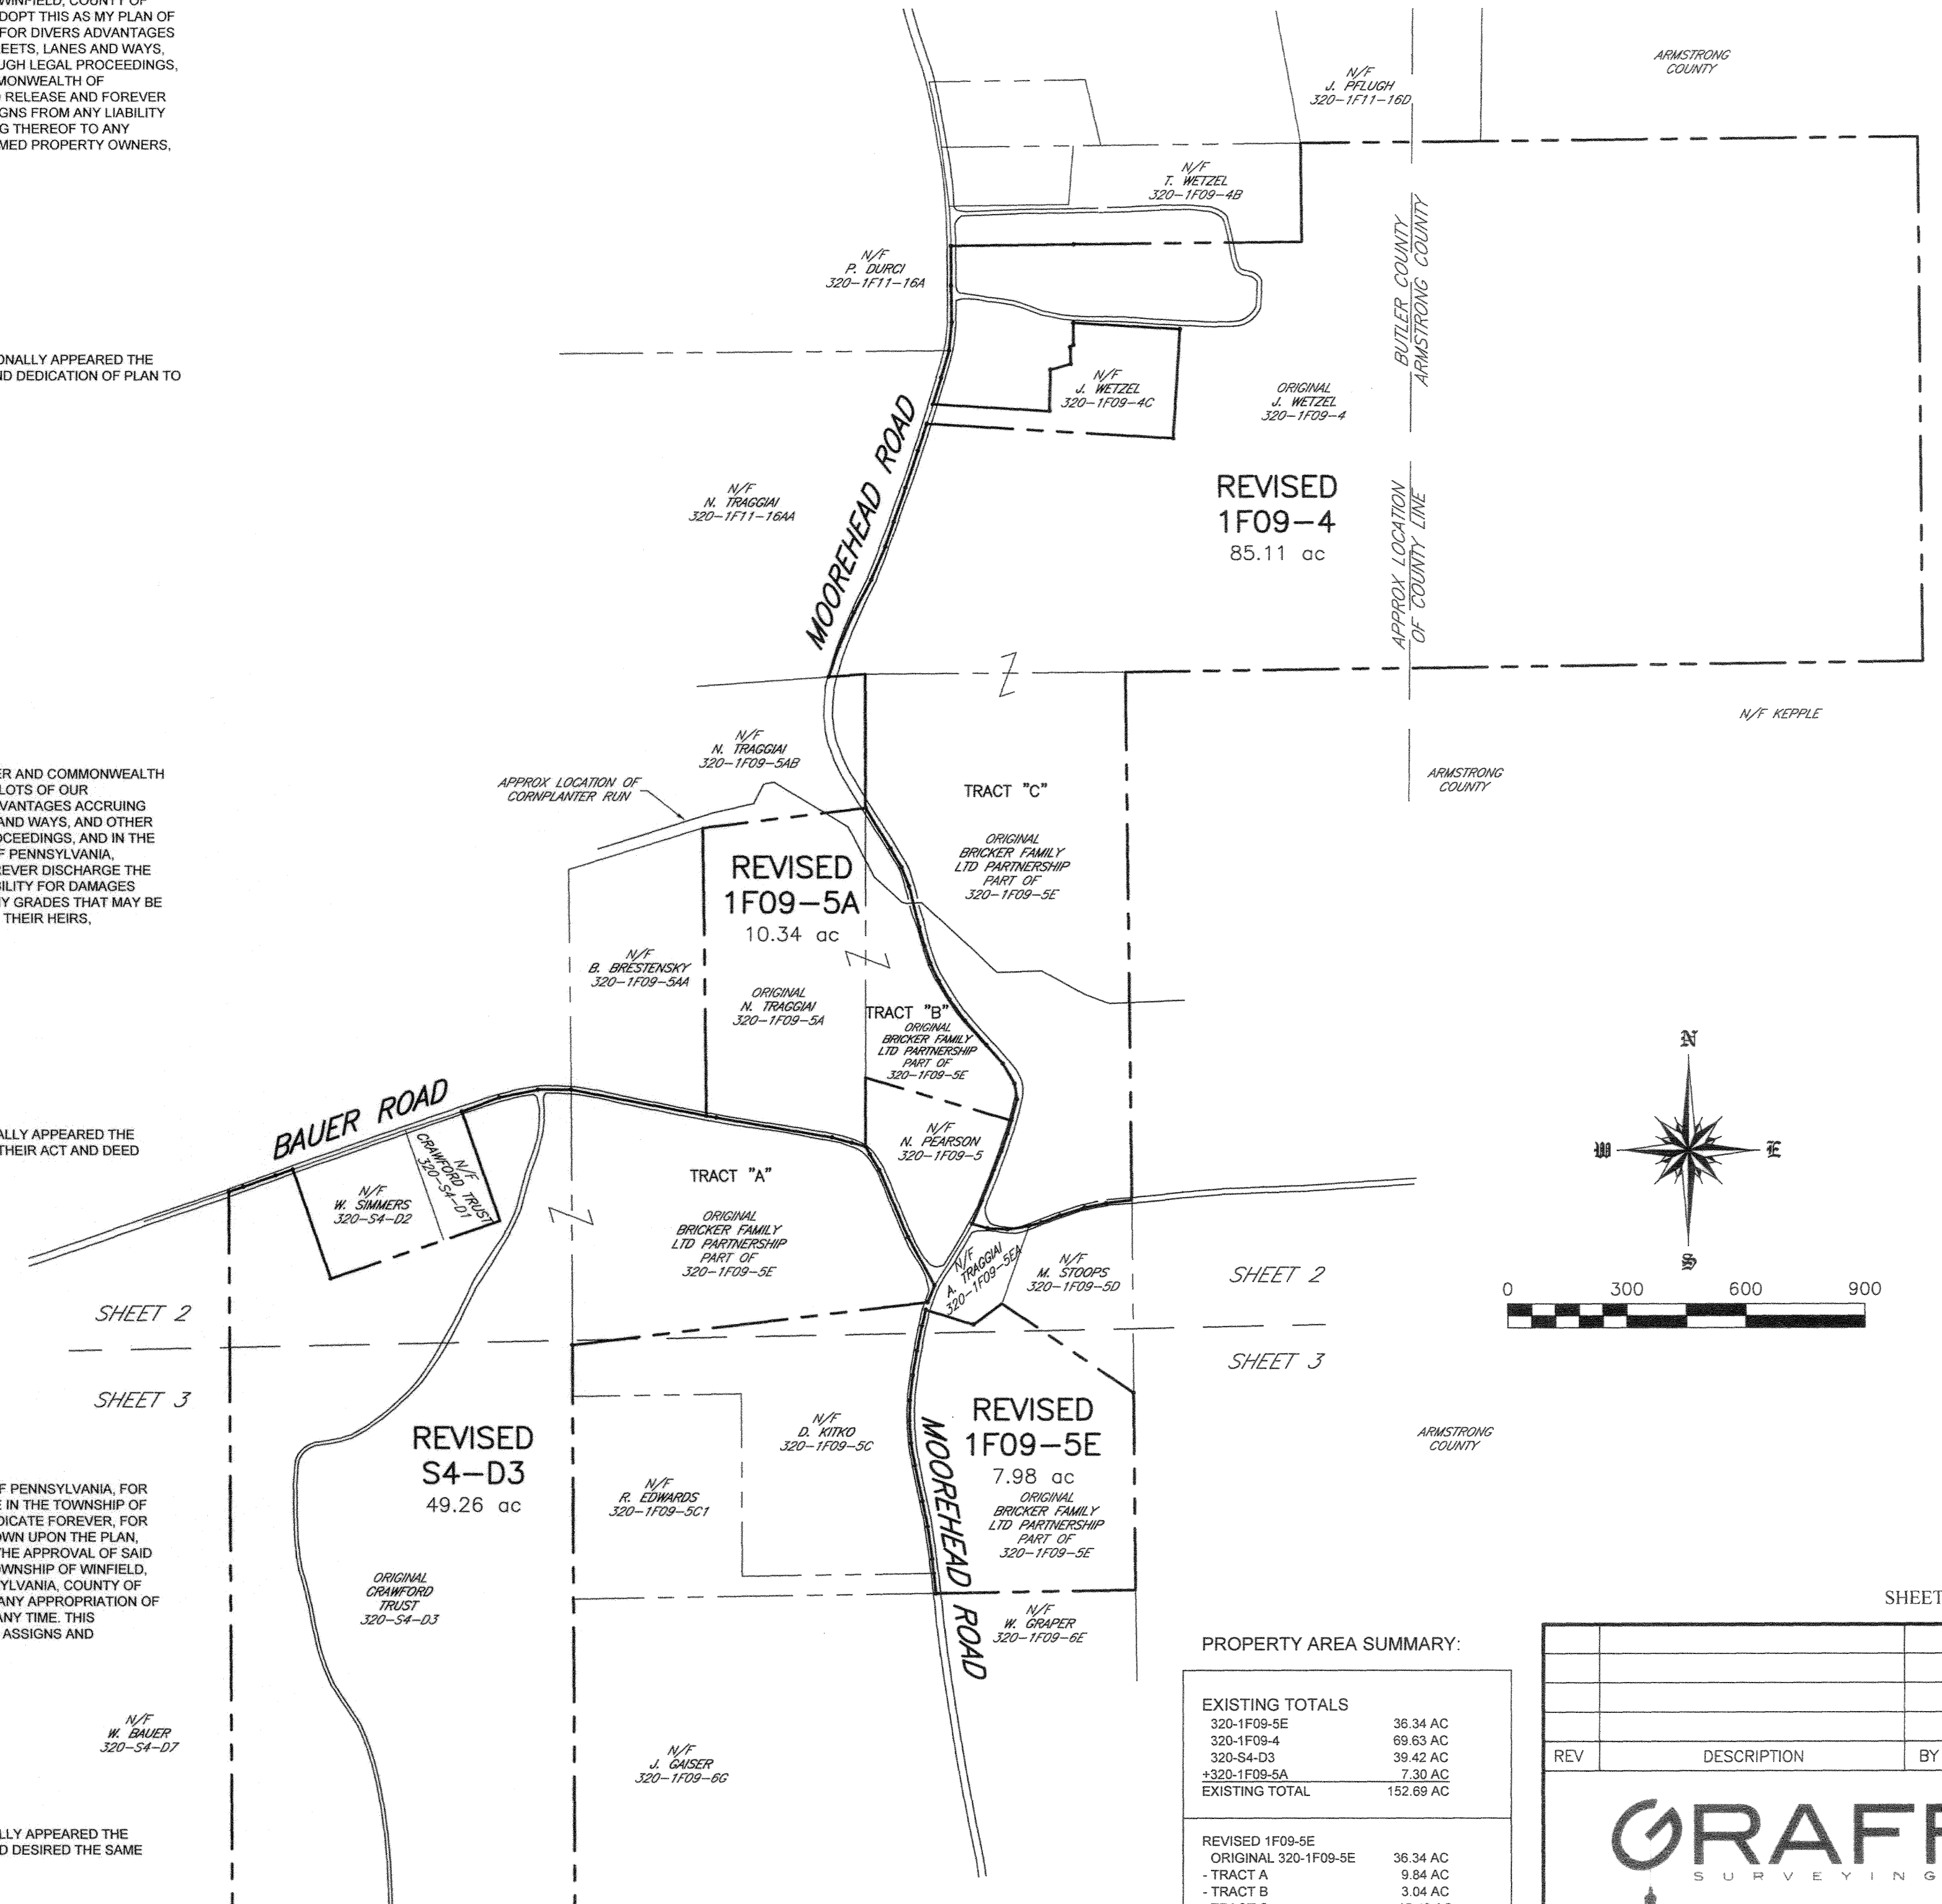 WINFIELD, COUNTY OF
DOPT THIS AS MY PLAN OF
FOR DIVERS ADVANTAGES
EETS, LANES AND WAYS,
UGH LEGAL PROCEEDINGS,
MONWEALTH OF
RELEASE AND FOREVER
IGNS FROM ANY LIABILITY
G THEREOF TO ANY
MED PROPERTY OWNERS,
ONALLY APPEARED THE
ND DEDICATION OF PLAN TO
ER AND COMMONWEALTH
LOTS OF OUR
VANTAGES ACCRUING
AND WAYS, AND OTHER
OCEEDINGS, AND IN THE
F PENNSYLVANIA,
REVER DISCHARGE THE
BILITY FOR DAMAGES
NY GRADES THAT MAY BE
THEIR HEIRS,
ALLY APPEARED THE
THEIR ACT AND DEED
F PENNSYLVANIA, FOR
E IN THE TOWNSHIP OF
DICATE FOREVER, FOR
OWN UPON THE PLAN,
THE APPROVAL OF SAID
OWNSHIP OF WINFIELD,
SYLVANIA, COUNTY OF
ANY APPROPRIATION OF
ANY TIME. THIS
ASSIGNS AND
LLY APPEARED THE
D DESIRED THE SAME
ARMSTRONG
COUNTY
N/F
J. PFLUGH
320-1F11-16D
N/F
T. WETZEL
320-1F09-4B
N/F
P. DURCI
320-1F11-16A
BUTLER COUNTY
ARMSTRONG COUNTY
N/F
J. WETZEL
320-1F09-4C
ORIGINAL
J. WETZEL
320-1F09-4
MOOREHEAD ROAD
N/F
N. TRAGGIAI
320-1F11-16AA
REVISED
1F09-4
85.11 ac
APPROX LOCATION
OF COUNTY LINE
Z
N/F KEPPLE
N/F
N. TRAGGIAI
320-1F09-5AB
APPROX LOCATION OF
CORNPLANTER RUN
ARMSTRONG
COUNTY
TRACT "C"
ORIGINAL
BRICKER FAMILY
LTD PARTNERSHIP
PART OF
320-1F09-5E
REVISED
1F09-5A
10.34 ac
Z
N/F
B. BRESTENSKY
320-1F09-5AA
ORIGINAL
N. TRAGGIAI
320-1F09-5A
TRACT "B"
ORIGINAL
BRICKER FAMILY
LTD PARTNERSHIP
PART OF
320-1F09-5E
N/F
N. PEARSON
320-1F09-5
BAUER ROAD
N/F
W. SIMMERS
320-S4-D2
N/F
CRAWFORD TRUST
320-S4-D1
Z
TRACT "A"
ORIGINAL
BRICKER FAMILY
LTD PARTNERSHIP
PART OF
320-1F09-5E
N/F
A. TRAGGIAI
320-1F09-5EA
N/F
M. STOOPS
320-1F09-5D
N
W
E
S
0 300 600 900
SHEET 2
SHEET 2
SHEET 3
SHEET 3
REVISED
S4-D3
49.26 ac
N/F
D. KITKO
320-1F09-5C
N/F
R. EDWARDS
320-1F09-5C1
MOOREHEAD ROAD
REVISED
1F09-5E
7.98 ac
ORIGINAL
BRICKER FAMILY
LTD PARTNERSHIP
PART OF
320-1F09-5E
ARMSTRONG
COUNTY
ORIGINAL
CRAWFORD
TRUST
320-S4-D3
N/F
W. GRAPER
320-1F09-6E
N/F
W. BAUER
320-S4-D7
N/F
J. GAISER
320-1F09-6G
SHEET
PROPERTY AREA SUMMARY:
EXISTING TOTALS
320-1F09-5E 36.34 AC
320-1F09-4 69.63 AC
320-S4-D3 39.42 AC
+320-1F09-5A 7.30 AC
EXISTING TOTAL 152.69 AC
REVISED 1F09-5E
ORIGINAL 320-1F09-5E 36.34 AC
- TRACT A 9.84 AC
- TRACT B 3.04 AC
REV DESCRIPTION BY
GRAF
SURVEYING